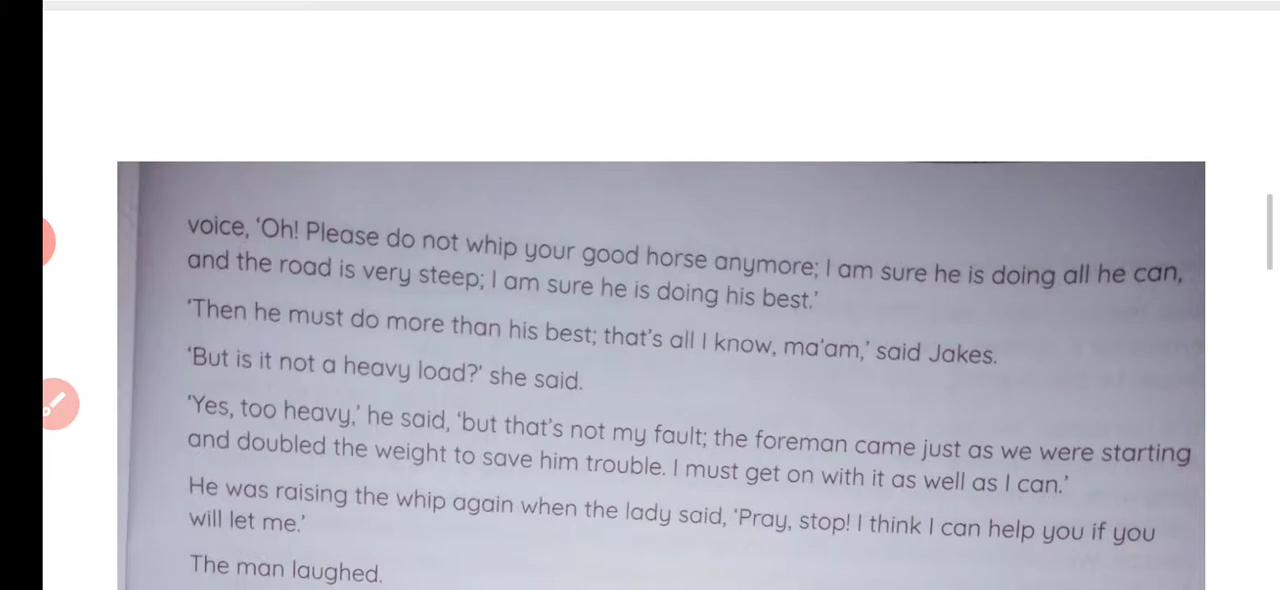 voice, ‘Oh! Please do not whip your good horse anymore; I am sure he is doing all he can,
and the road is very steep; I am sure he is doing his best.’
‘Then he must do more than his best; that’s all I know, ma’am,’ said Jakes.
‘But is it not a heavy load?’ she said.
‘Yes, too heavy,’ he said, ‘but that’s not my fault; the foreman came just as we were starting
and doubled the weight to save him trouble. I must get on with it as well as I can.’
He was raising the whip again when the lady said, ‘Pray, stop! I think I can help you if you
will let me.’
The man laughed.